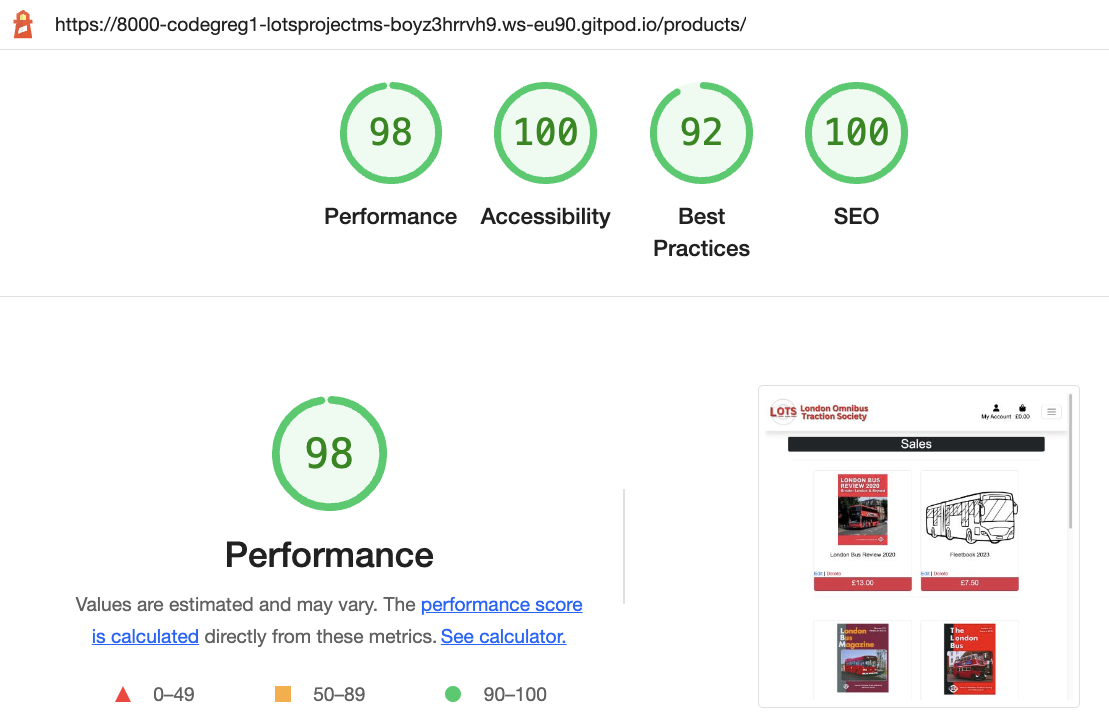 https://8000-codegreg1-lotsprojectms-boyz3hrrvh9.ws-eu90.gitpod.io/products/
98 100 92 100
Performance Accessibility Best Practices SEO
98
Performance
Values are estimated and may vary. The performance score
is calculated directly from these metrics. See calculator.
0–49 50–89 90–100
LOTS London Omnibus
Traction Society
My Account £0.00
Sales
LONDON BUS
REVIEW 2020
London Bus Review 2020
Fleetbook 2023
Edit | Delete
Edit | Delete
£13.00
£7.50
London
Bus
Magazine
The
London
Bus